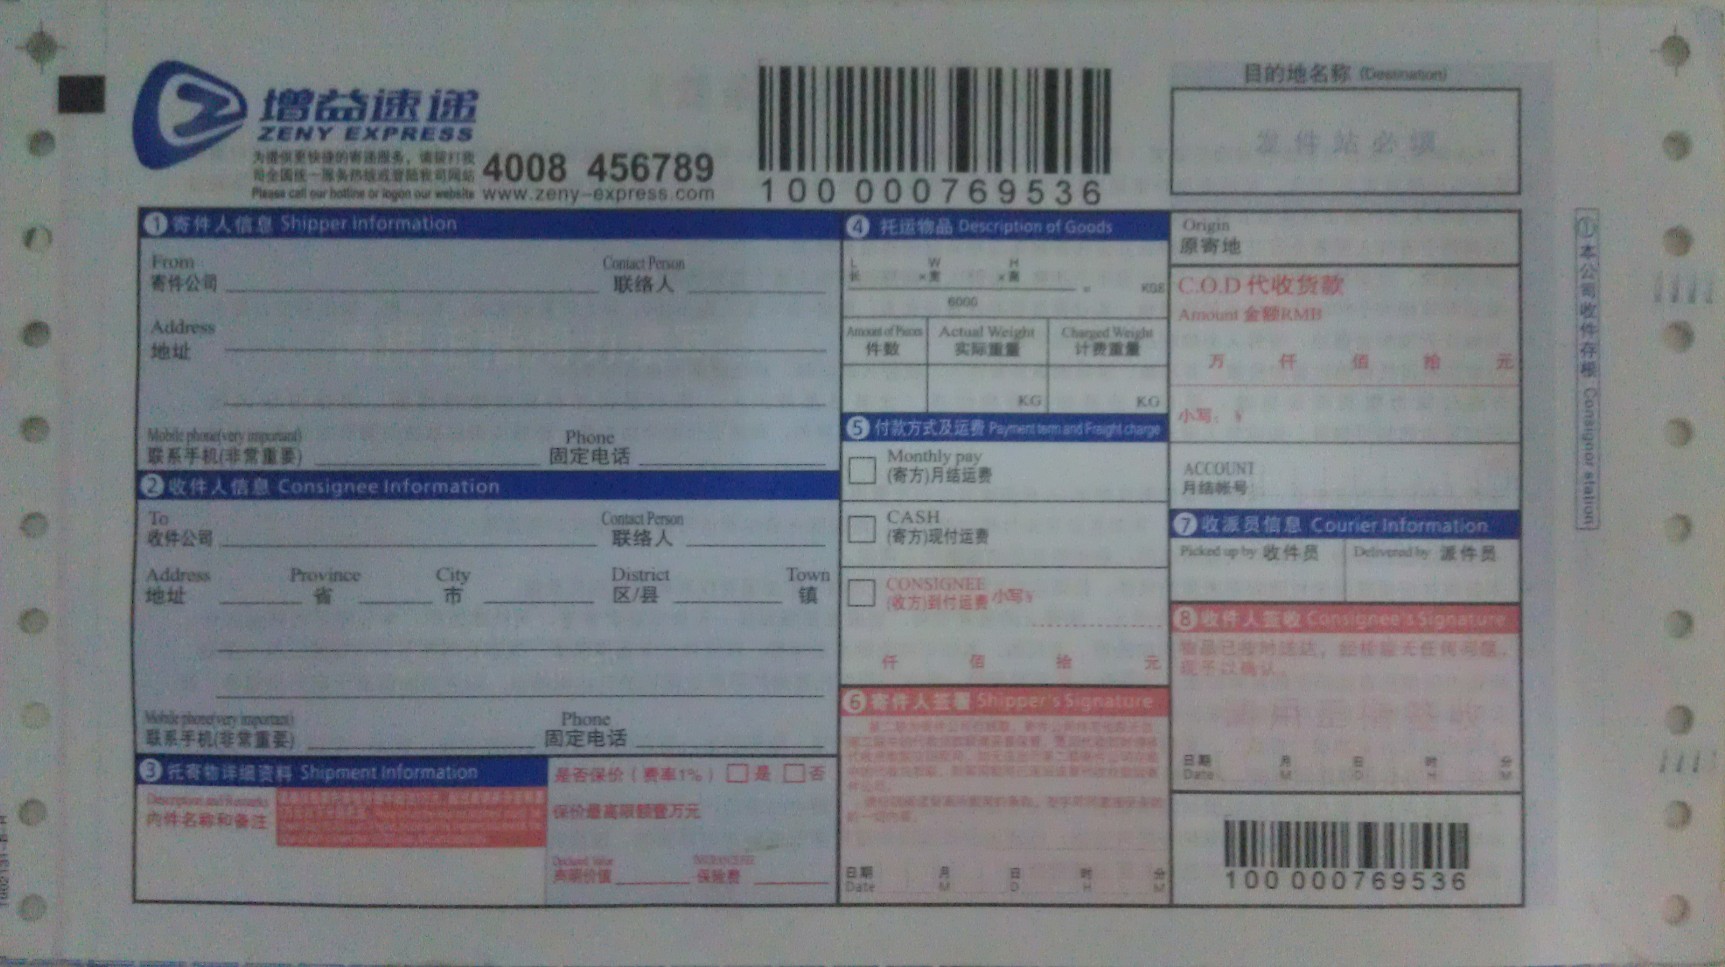 增益速递
ZENY EXPRESS
为提供更快捷的寄递服务，请拨打我
司全国统一服务热线或登陆我司网站
Please call our hotline or logon our website
4008 456789
www.zeny-express.com
100 000769536
目的地名称 (Destination)
发件站必填
① 寄件人信息 Shipper Information
From
寄件公司
Contact Person
联络人
Address
地址
Mobile phone(very important)
联系手机(非常重要)
Phone
固定电话
② 收件人信息 Consignee Information
To
收件公司
Contact Person
联络人
Address
地址
Province
省
City
市
District
区/县
Town
镇
Mobile phone(very important)
联系手机(非常重要)
Phone
固定电话
③ 托寄物详细资料 Shipment Information
Description and Remarks
内件名称和备注
是否保价（费率1%） 是 否
保价最高限额壹万元
Declared Value
声明价值
INSURANCE FEE
保险费
④ 托运物品 Description of Goods
L W H
长 ×宽 ×高
6000
= KGS
Amount of Pieces
件数
Actual Weight
实际重量
Charged Weight
计费重量
KG KG
⑤ 付款方式及运费 Payment term and Freight charge
Monthly pay
(寄方)月结运费
CASH
(寄方)现付运费
CONSIGNEE
(收方)到付运费 小写¥
仟 佰 拾 元
⑥ 寄件人签署 Shipper's Signature
日期 月 日 时 分
Date M D H M
Origin
原寄地
C.O.D 代收货款
Amount 金额RMB
万 仟 佰 拾 元
小写：¥
ACCOUNT
月结帐号
⑦ 收派员信息 Courier Information
Picked up by 收件员
Delivered by 派件员
⑧ 收件人签收 Consignee's Signature
物品已按时送达，经检验无任何问题，
现予以确认。
日期 月 日 时 分
Date M D H M
100 000769536
① 本公司收件存根 Consignor station